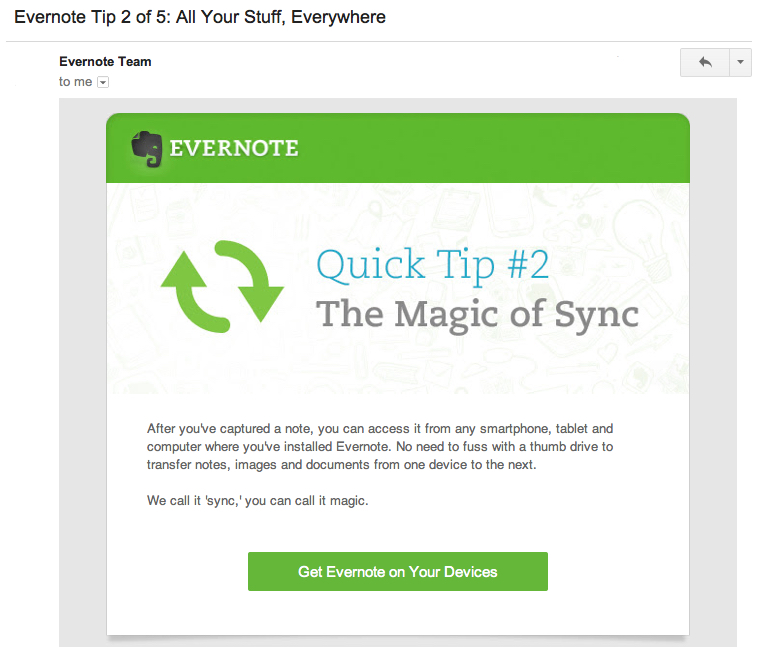 Evernote Tip 2 of 5: All Your Stuff, Everywhere
Evernote Team
to me
EVERNOTE
Quick Tip #2
The Magic of Sync
After you've captured a note, you can access it from any smartphone, tablet and
computer where you've installed Evernote. No need to fuss with a thumb drive to
transfer notes, images and documents from one device to the next.
We call it 'sync,' you can call it magic.
Get Evernote on Your Devices